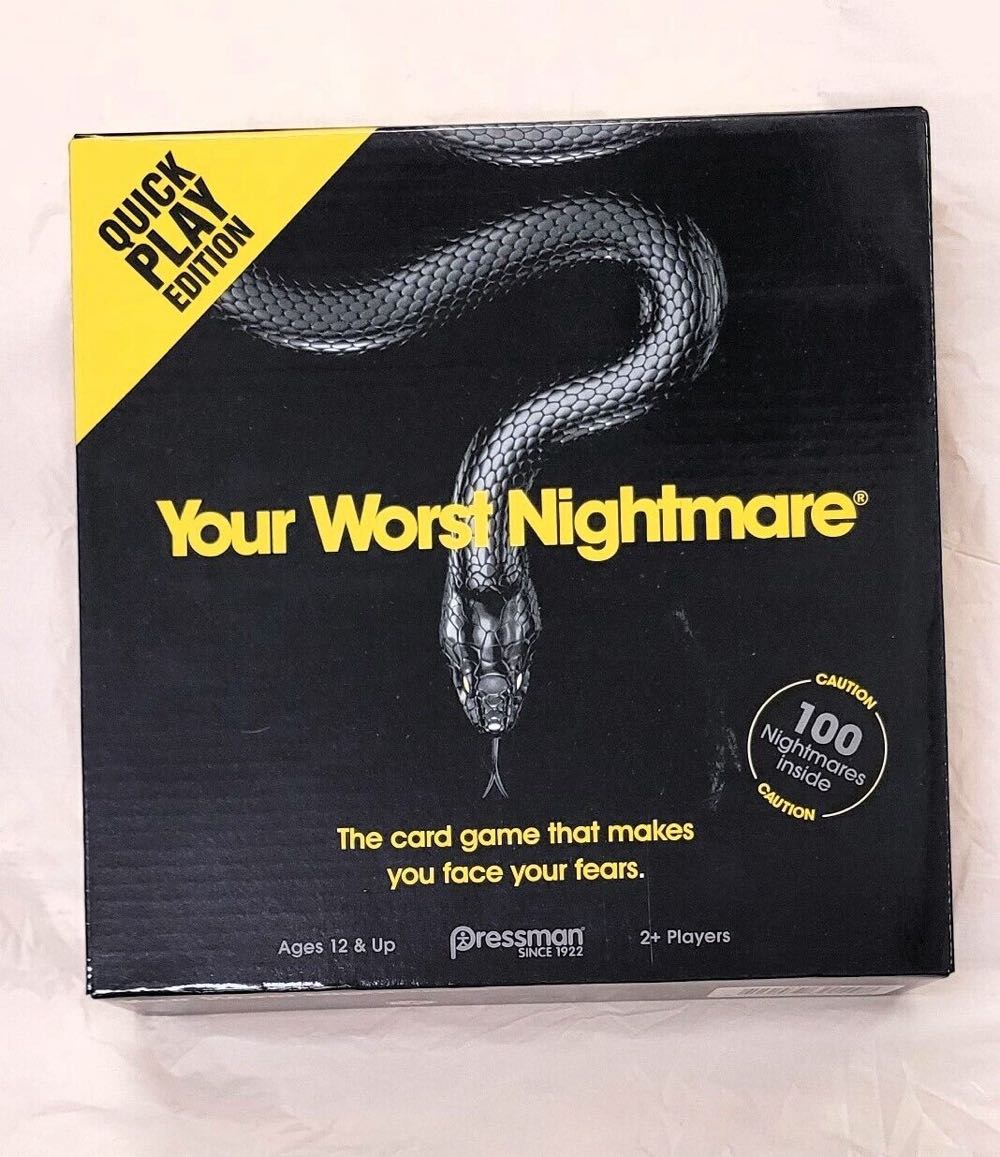 QUICK
PLAY
EDITION
Your Worst Nightmare®
CAUTION
100
Nightmares
inside
CAUTION
The card game that makes
you face your fears.
Ages 12 & Up
pressman®
SINCE 1922
2+ Players